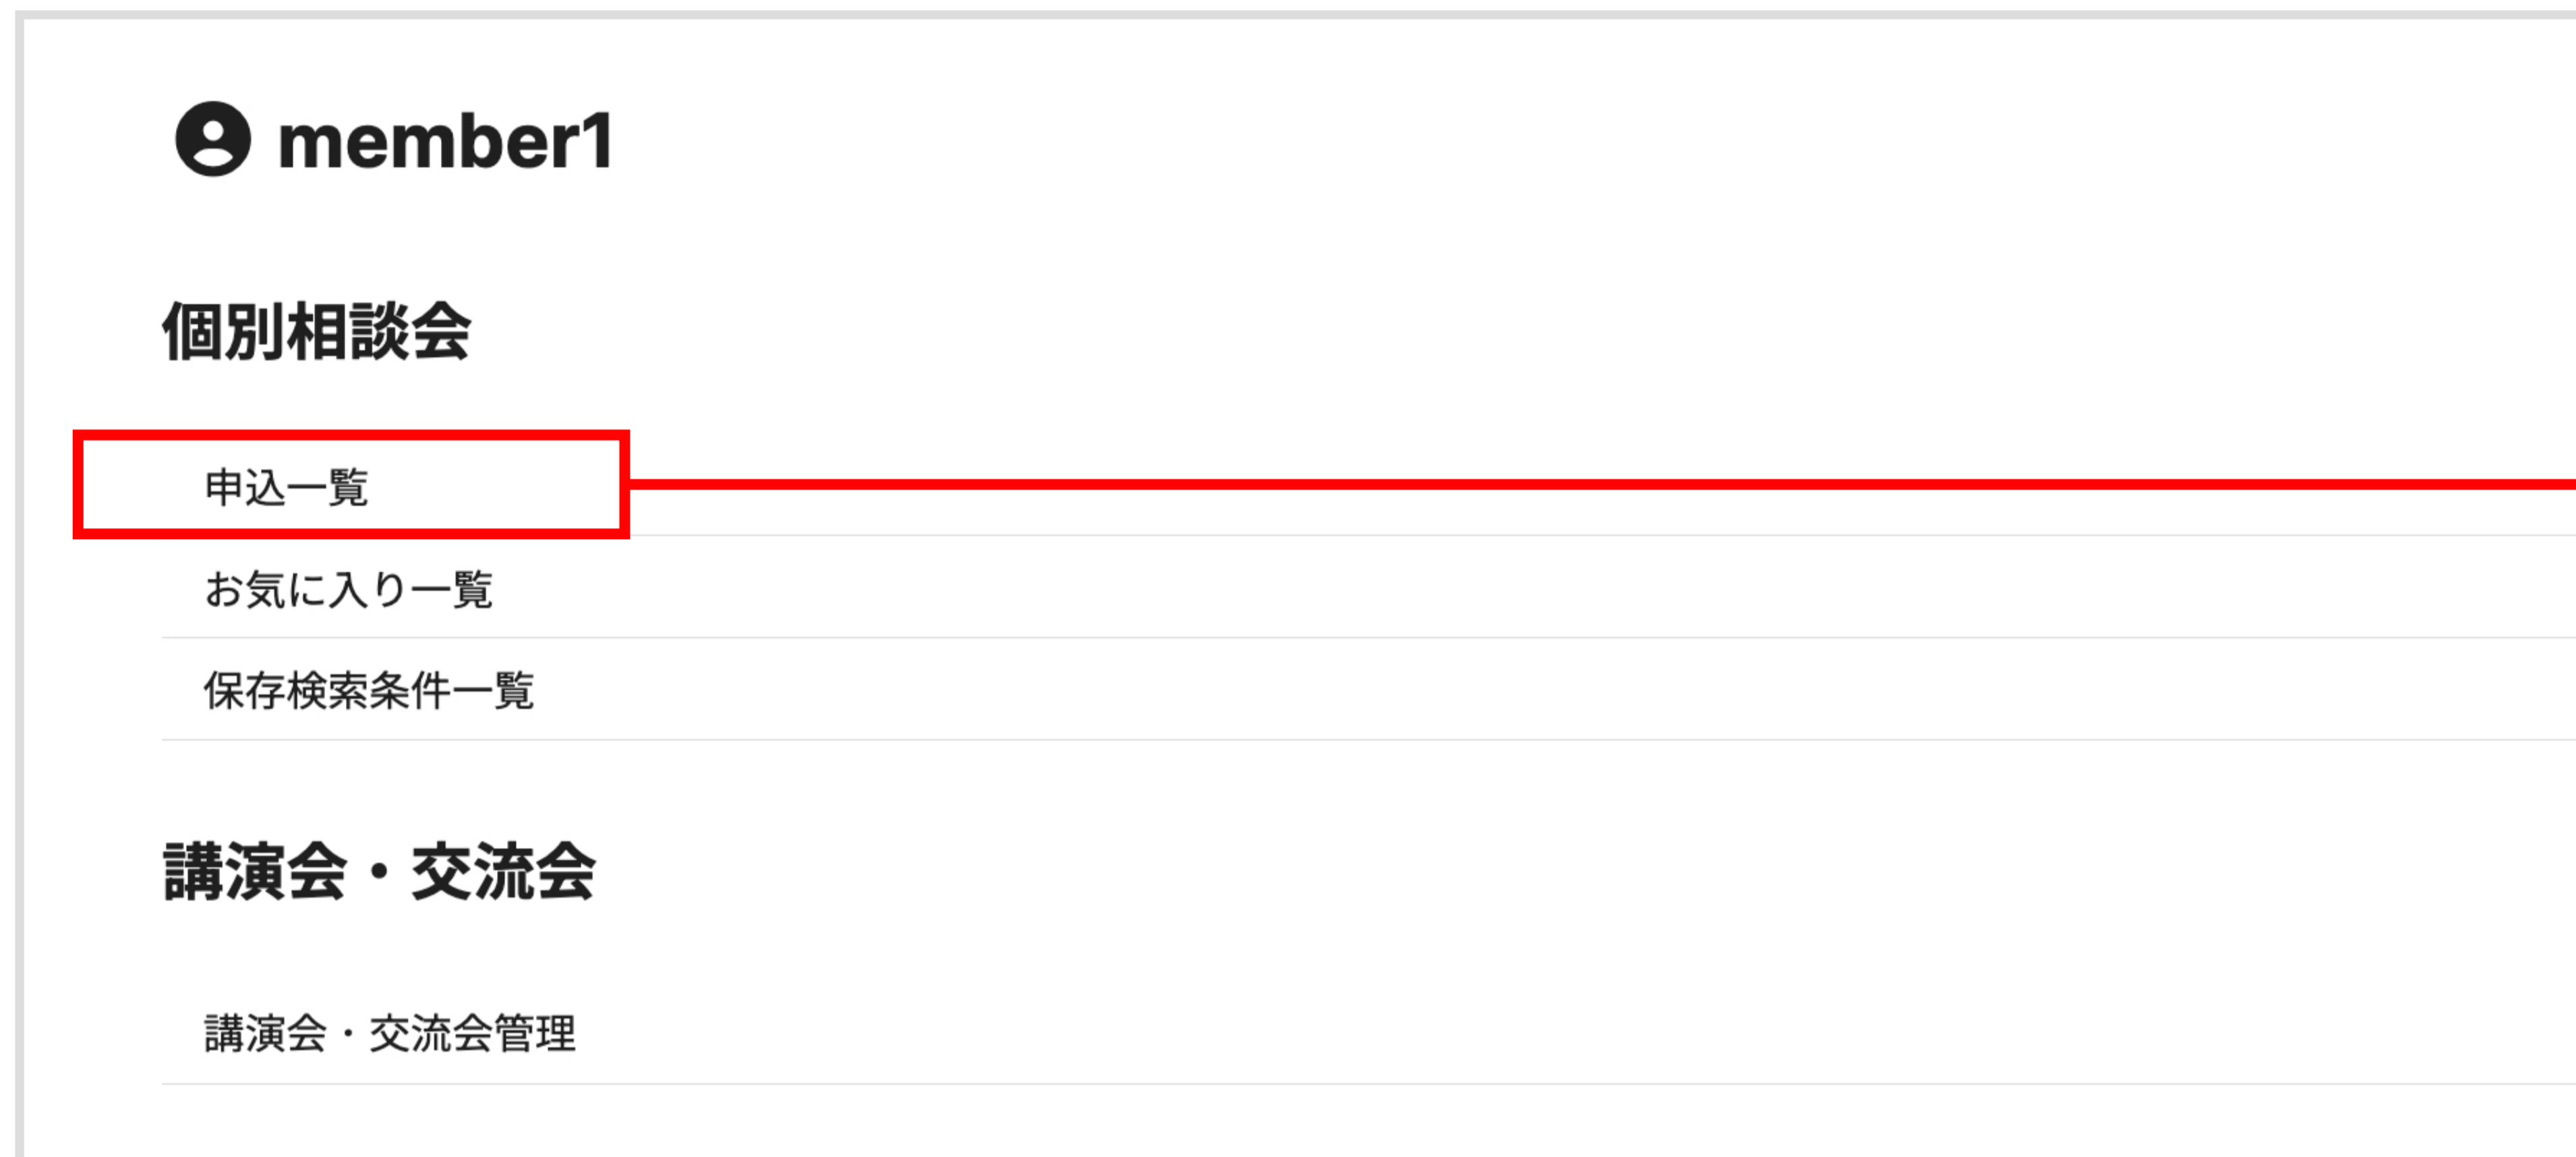 member1
個別相談会
申込一覧
お気に入り一覧
保存検索条件一覧
講演会・交流会
講演会・交流会管理